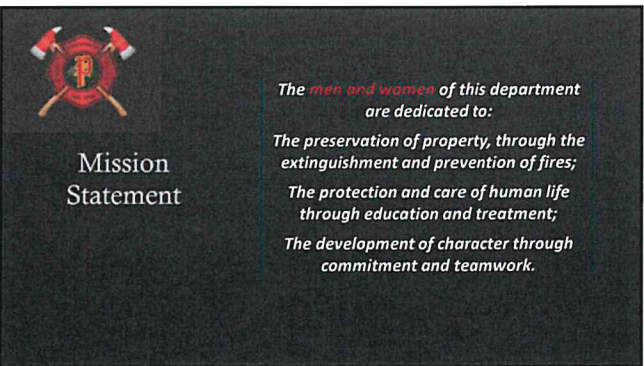 P
Mission
Statement
The men and women of this department
are dedicated to:
The preservation of property, through the
extinguishment and prevention of fires;
The protection and care of human life
through education and treatment;
The development of character through
commitment and teamwork.